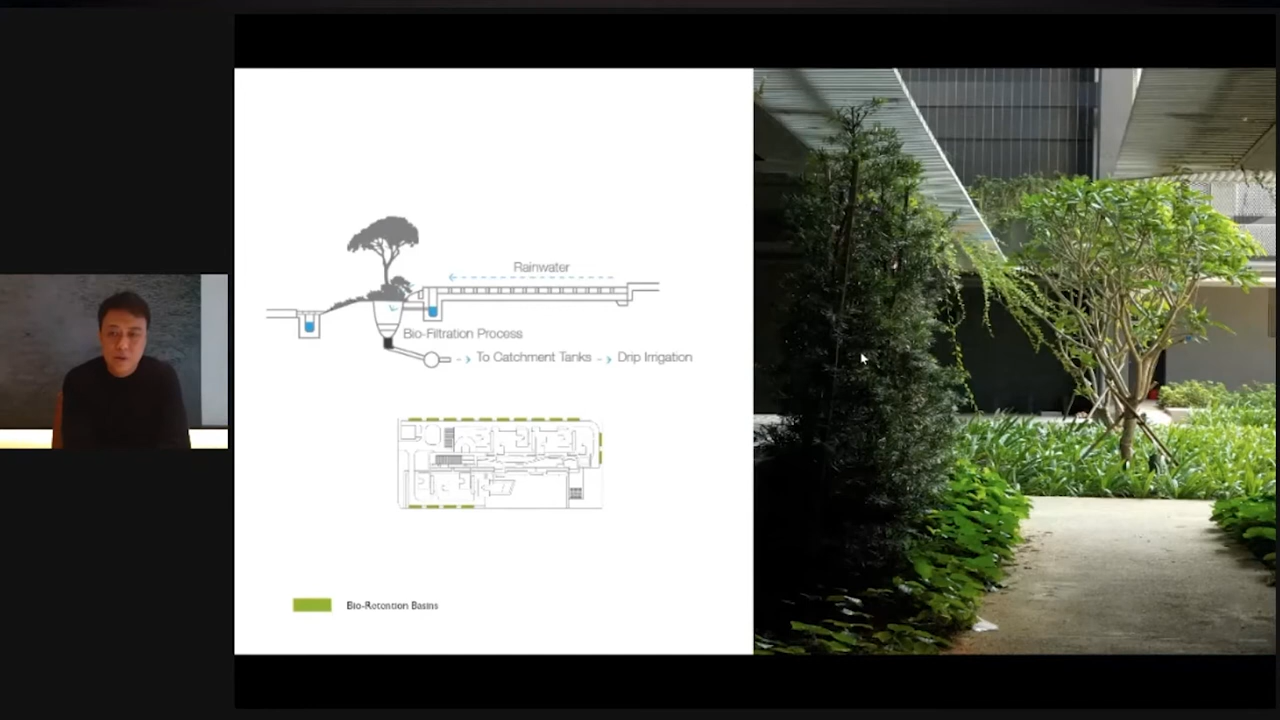 Rainwater
Bio-Filtration Process
To Catchment Tanks
Drip Irrigation
Bio-Retention Basins